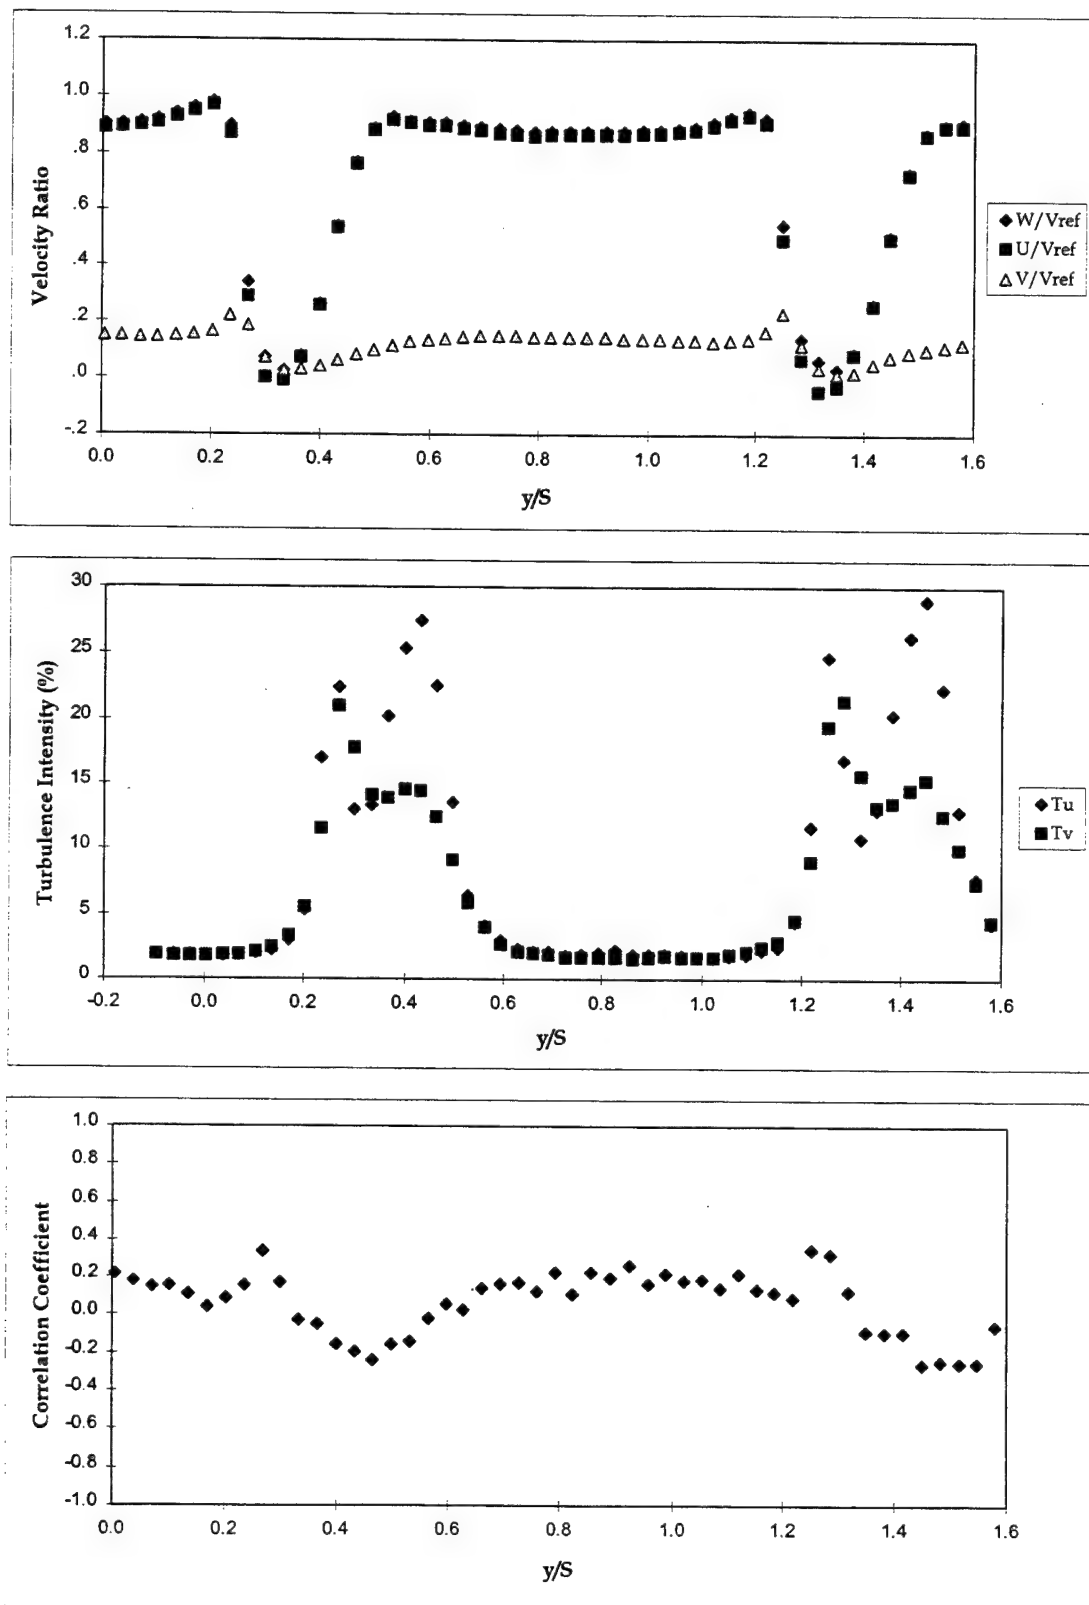 1.2
1.0
.8
.6
.4
.2
.0
-.2
Velocity Ratio
0.0 0.2 0.4 0.6 0.8 1.0 1.2 1.4 1.6
y/S
W/Vref
U/Vref
V/Vref
30
25
20
15
10
5
0
Turbulence Intensity (%)
-0.2 0.0 0.2 0.4 0.6 0.8 1.0 1.2 1.4 1.6
y/S
Tu
Tv
1.0
0.8
0.6
0.4
0.2
0.0
-0.2
-0.4
-0.6
-0.8
-1.0
Correlation Coefficient
0.0 0.2 0.4 0.6 0.8 1.0 1.2 1.4 1.6
y/S